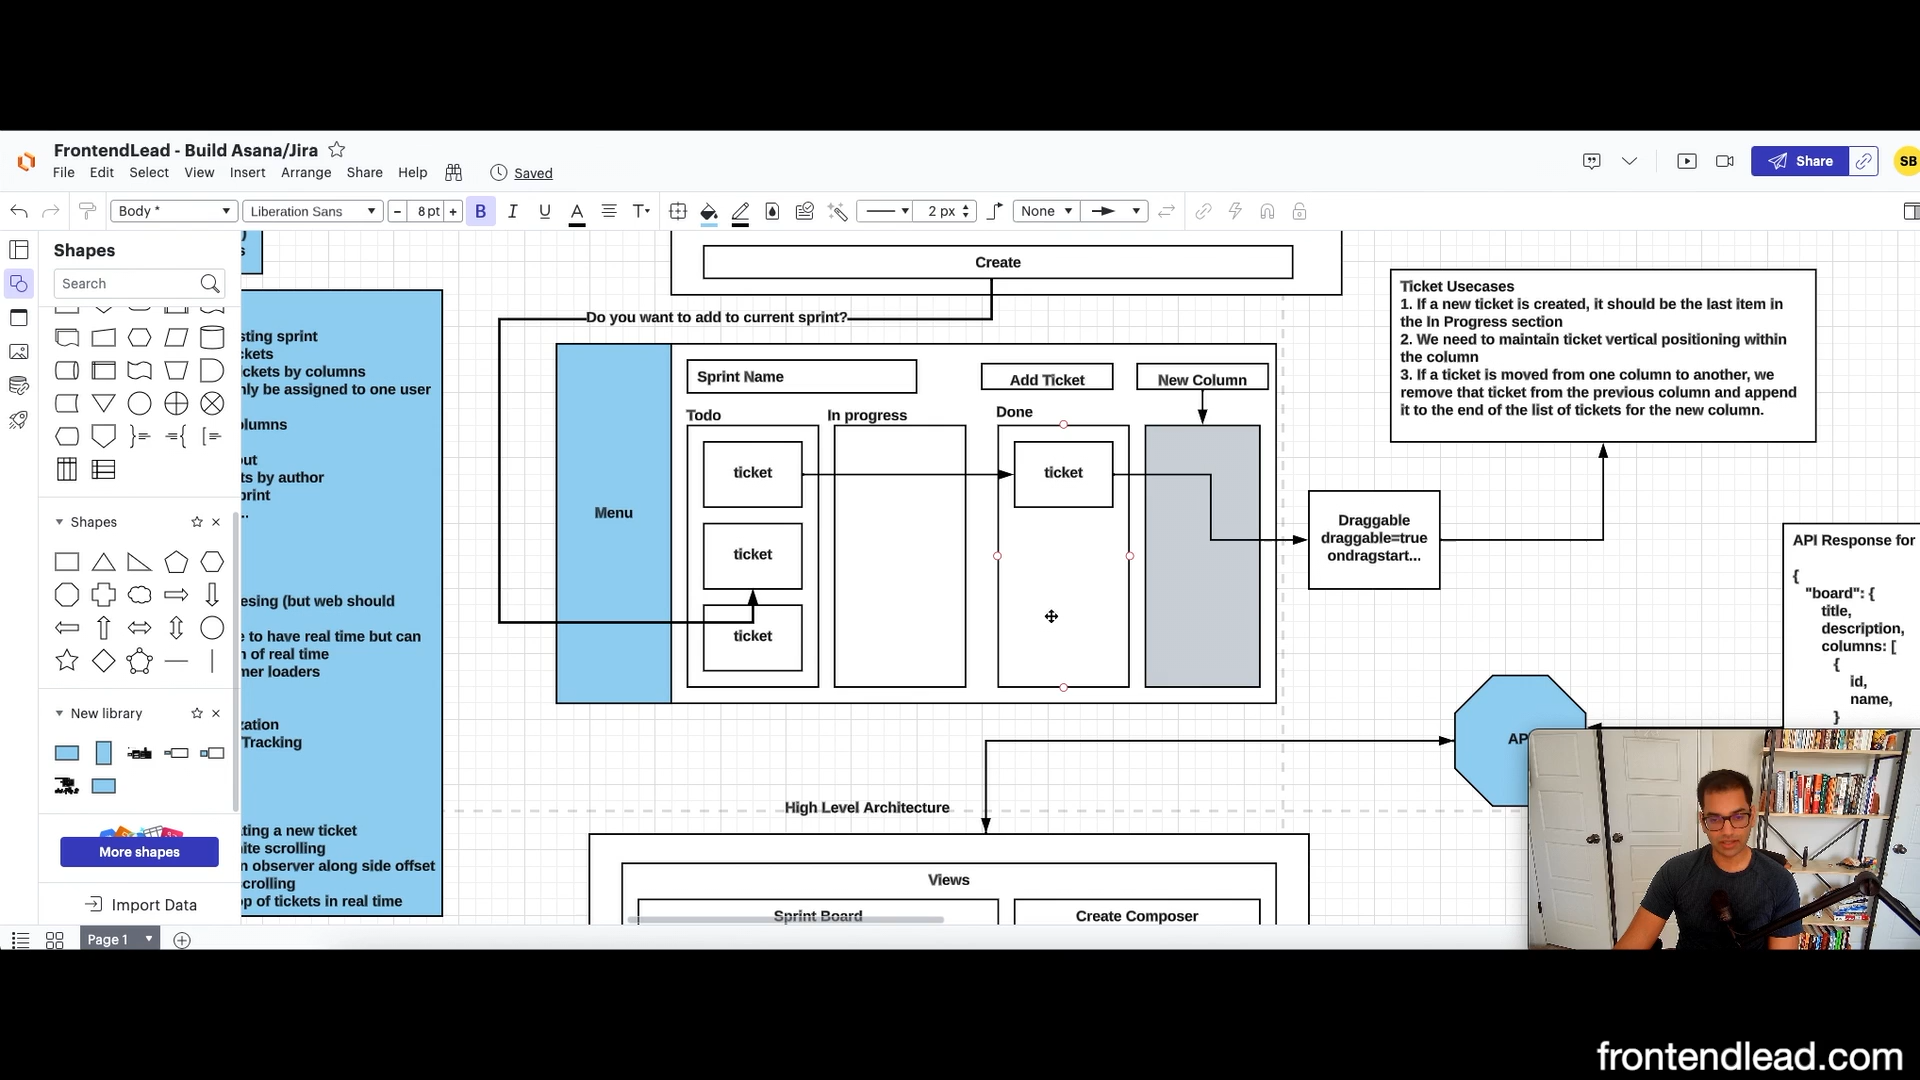 FrontendLead - Build Asana/Jira
File Edit Select View Insert Arrange Share Help Saved
Share
SB
Body *
Liberation Sans
- 8 pt +
B I U A T
2 px
None
Shapes
Search
Shapes
New library
More shapes
Import Data
Page 1
s
sting sprint
ckets
ckets by columns
nly be assigned to one user
olumns
out
ts by author
print
...
esing (but web should
e to have real time but can
n of real time
mer loaders
zation
Tracking
ating a new ticket
nite scrolling
n observer along side offset
scrolling
op of tickets in real time
Create
Do you want to add to current sprint?
Menu
Sprint Name
Add Ticket
New Column
Todo
In progress
Done
ticket
ticket
ticket
ticket
Draggable
draggable=true
ondragstart...
Ticket Usecases
1. If a new ticket is created, it should be the last item in
the In Progress section
2. We need to maintain ticket vertical positioning within
the column
3. If a ticket is moved from one column to another, we
remove that ticket from the previous column and append
it to the end of the list of tickets for the new column.
API Response for
{
"board": {
title,
description,
columns: [
{
id,
name,
}
AP
High Level Architecture
Views
Sprint Board
Create Composer
frontendlead.com